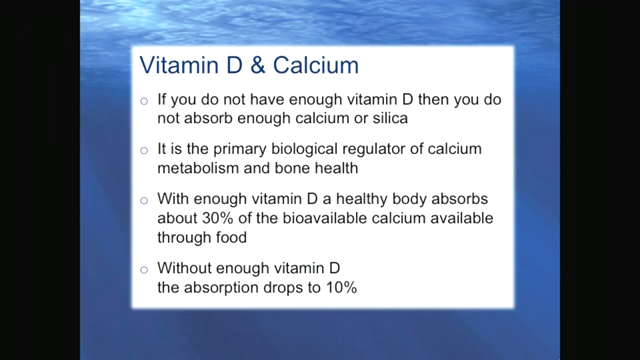 Vitamin D & Calcium
○ If you do not have enough vitamin D then you do
not absorb enough calcium or silica
○ It is the primary biological regulator of calcium
metabolism and bone health
○ With enough vitamin D a healthy body absorbs
about 30% of the bioavailable calcium available
through food
○ Without enough vitamin D
the absorption drops to 10%